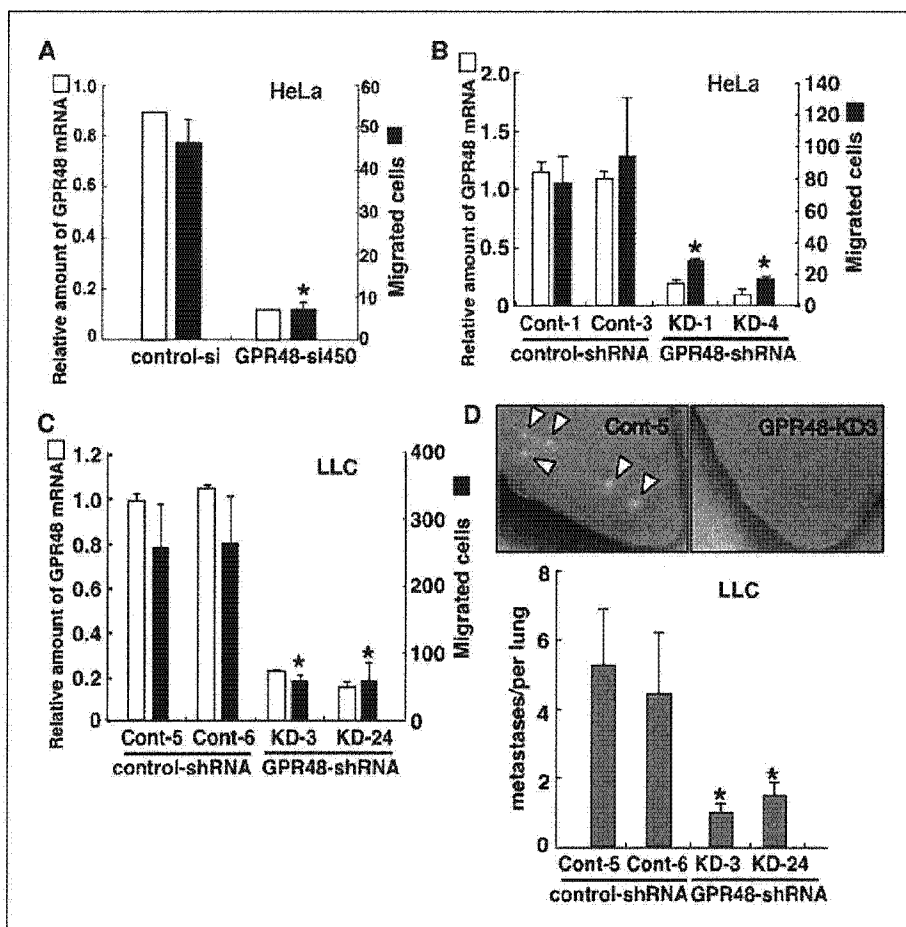 A
HeLa
Relative amount of GPR48 mRNA
1.0
0.8
0.6
0.4
0.2
0
60
50
40
30
20
10
0
Migrated cells
*
control-si GPR48-si450
B
HeLa
Relative amount of GPR48 mRNA
2.0
1.5
1.0
0.5
0
140
120
100
80
60
40
20
0
Migrated cells
* *
Cont-1 Cont-3 KD-1 KD-4
control-shRNA GPR48-shRNA
C
LLC
Relative amount of GPR48 mRNA
1.2
1.0
0.8
0.6
0.4
0.2
0
400
300
200
100
0
Migrated cells
* *
Cont-5 Cont-6 KD-3 KD-24
control-shRNA GPR48-shRNA
D
Cont-5 GPR48-KD3
LLC
metastases/per lung
8
6
4
2
0
* *
Cont-5 Cont-6 KD-3 KD-24
control-shRNA GPR48-shRNA